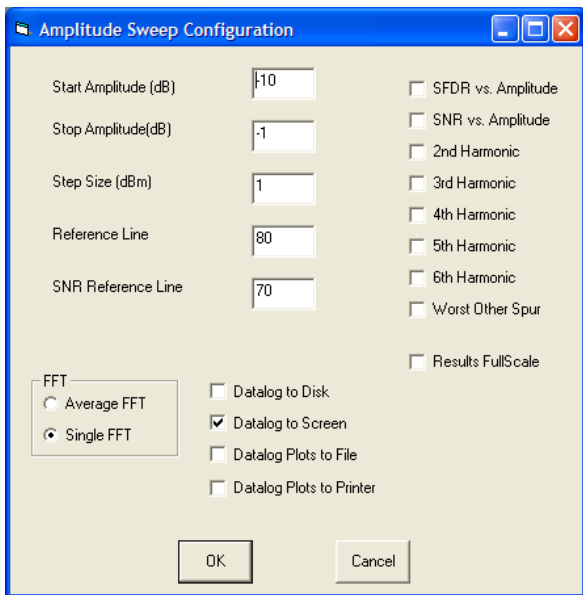 Amplitude Sweep Configuration
Start Amplitude (dB)
-10
Stop Amplitude(dB)
-1
Step Size (dBm)
1
Reference Line
80
SNR Reference Line
70
SFDR vs. Amplitude
SNR vs. Amplitude
2nd Harmonic
3rd Harmonic
4th Harmonic
5th Harmonic
6th Harmonic
Worst Other Spur
Results FullScale
FFT
Average FFT
Single FFT
Datalog to Disk
Datalog to Screen
Datalog Plots to File
Datalog Plots to Printer
OK
Cancel